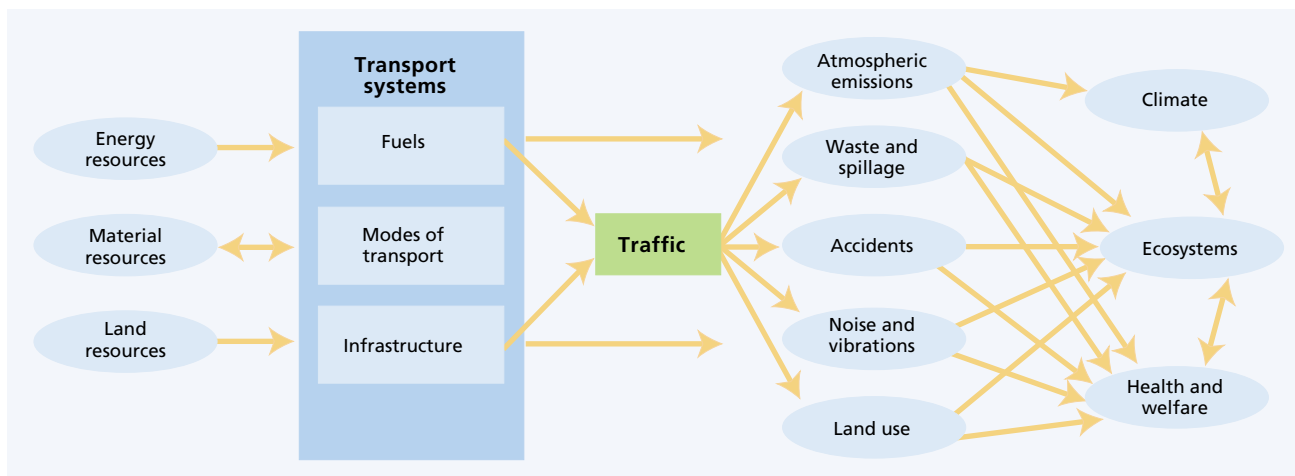 Transport
systems
Energy
resources
Material
resources
Land
resources
Fuels
Modes of
transport
Infrastructure
Traffic
Atmospheric
emissions
Waste and
spillage
Accidents
Noise and
vibrations
Land use
Climate
Ecosystems
Health and
welfare